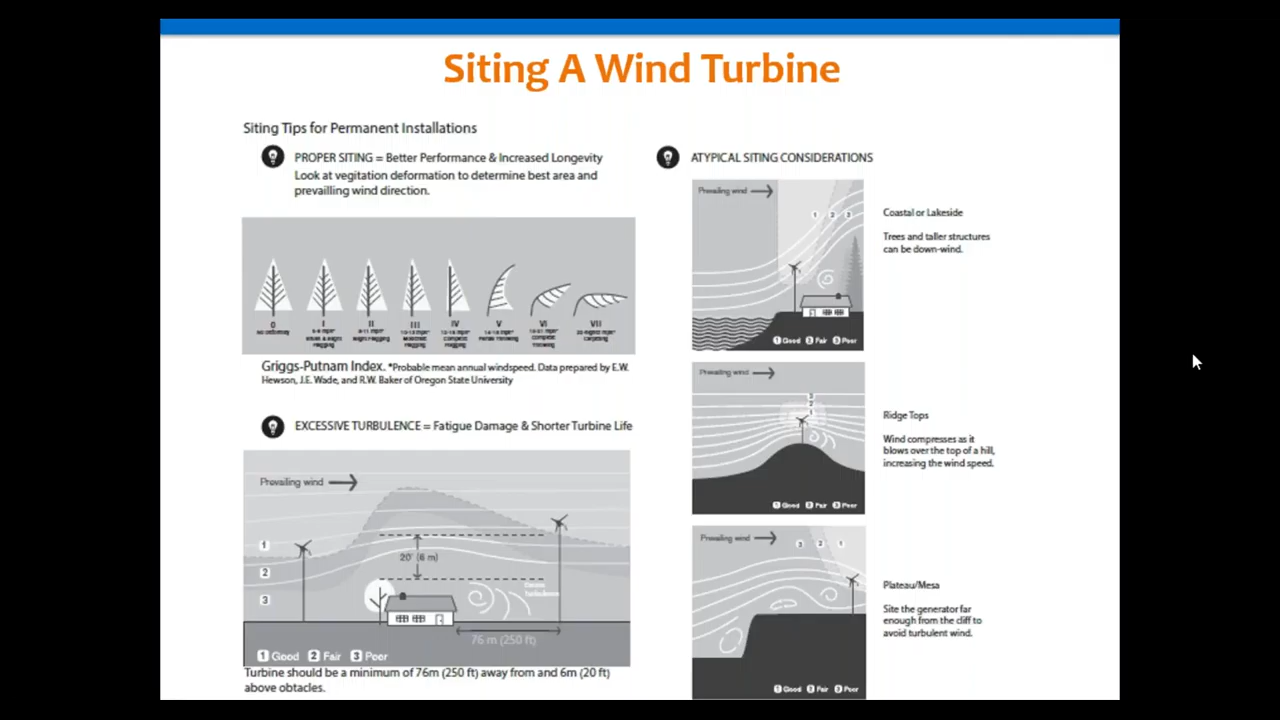 Siting A Wind Turbine
Siting Tips for Permanent Installations
PROPER SITING = Better Performance & Increased Longevity
Look at vegitation deformation to determine best area and
prevailling wind direction.
0
I
II
III
IV
V
VI
VII
Griggs-Putnam Index. *Probable mean annual windspeed. Data prepared by E.W.
Hewson, J.E. Wade, and R.W. Baker of Oregon State University
EXCESSIVE TURBULENCE = Fatigue Damage & Shorter Turbine Life
Prevailing wind
1
2
3
20' (6 m)
Turbulence
76 m (250 ft)
1 Good 2 Fair 3 Poor
Turbine should be a minimum of 76m (250 ft) away from and 6m (20 ft)
above obstacles.
ATYPICAL SITING CONSIDERATIONS
Prevailing wind
1 2 3
1 Good 2 Fair 3 Poor
Coastal or Lakeside
Trees and taller structures
can be down-wind.
Prevailing wind
3
2
1
1 Good 2 Fair 3 Poor
Ridge Tops
Wind compresses as it
blows over the top of a hill,
increasing the wind speed.
Prevailing wind
3 2 1
1 Good 2 Fair 3 Poor
Plateau/Mesa
Site the generator far
enough from the cliff to
avoid turbulent wind.